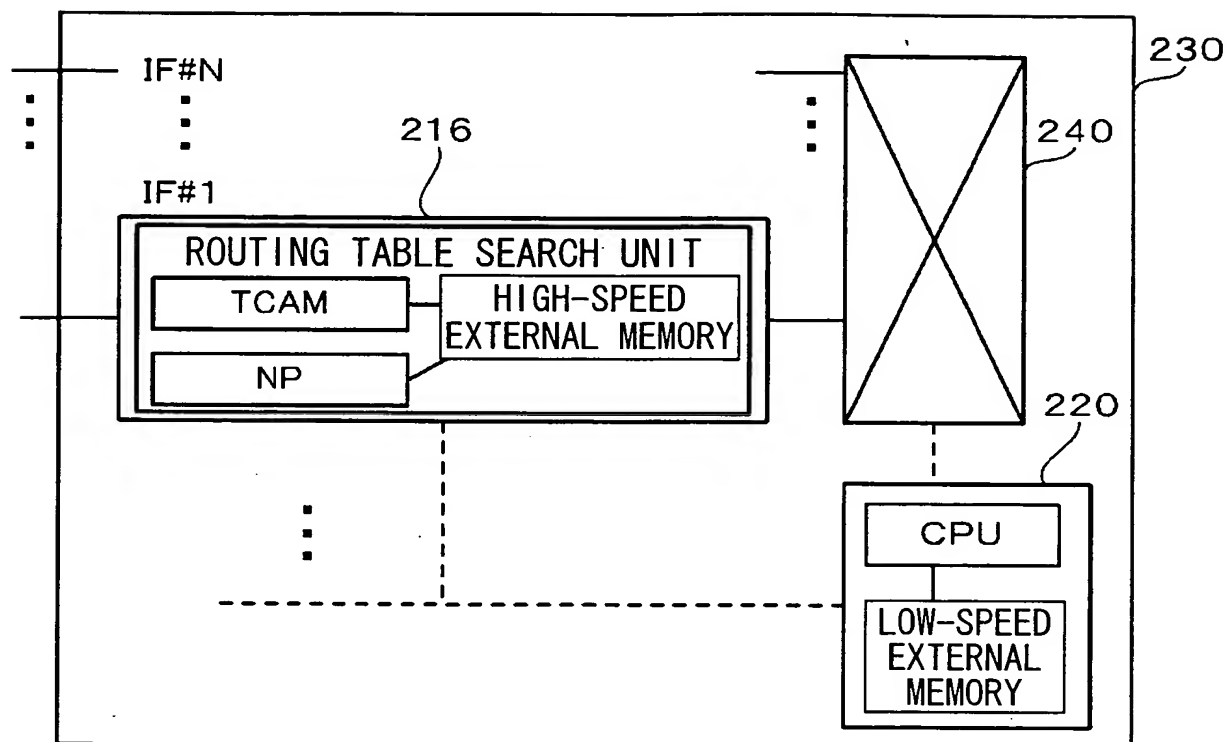 230
IF#N
216
240
IF#1
ROUTING TABLE SEARCH UNIT
TCAM
HIGH-SPEED
EXTERNAL MEMORY
NP
220
CPU
LOW-SPEED
EXTERNAL
MEMORY